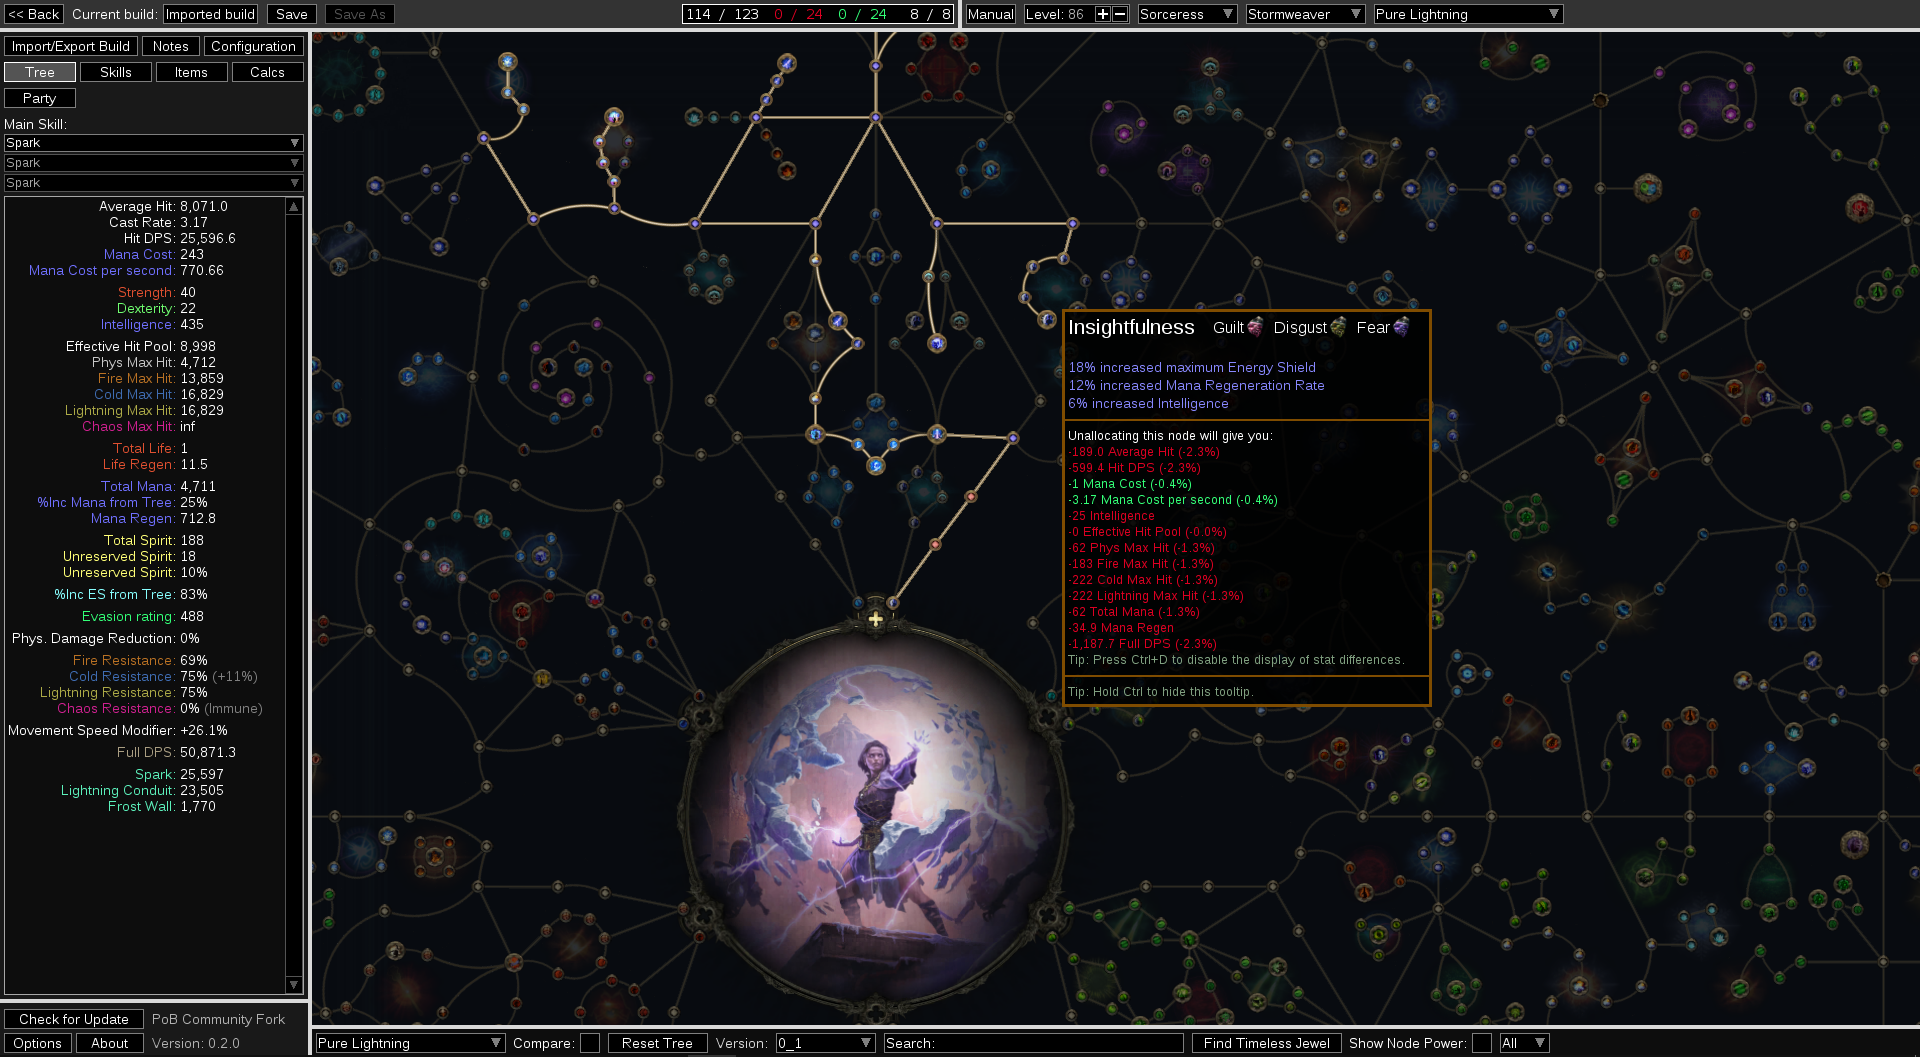 << Back Current build: Imported build Save Save As 114 / 123 0 / 24 0 / 24 8 / 8 Manual Level: 86 Sorceress Stormweaver Pure Lightning
Import/Export Build Notes Configuration
Tree Skills Items Calcs
Party
Main Skill:
Spark
Spark
Spark
Average Hit: 8,071.0
Cast Rate: 3.17
Hit DPS: 25,596.6
Mana Cost: 243
Mana Cost per second: 770.66
Strength: 40
Dexterity: 22
Intelligence: 435
Effective Hit Pool: 8,998
Phys Max Hit: 4,712
Fire Max Hit: 13,859
Cold Max Hit: 16,829
Lightning Max Hit: 16,829
Chaos Max Hit: inf
Total Life: 1
Life Regen: 11.5
Total Mana: 4,711
%Inc Mana from Tree: 25%
Mana Regen: 712.8
Total Spirit: 188
Unreserved Spirit: 18
Unreserved Spirit: 10%
%Inc ES from Tree: 83%
Evasion rating: 488
Phys. Damage Reduction: 0%
Fire Resistance: 69%
Cold Resistance: 75% (+11%)
Lightning Resistance: 75%
Chaos Resistance: 0% (Immune)
Movement Speed Modifier: +26.1%
Full DPS: 50,871.3
Spark: 25,597
Lightning Conduit: 23,505
Frost Wall: 1,770
Check for Update PoB Community Fork
Options About Version: 0.2.0
Insightfulness Guilt Disgust Fear
18% increased maximum Energy Shield
12% increased Mana Regeneration Rate
6% increased Intelligence
Unallocating this node will give you:
-189.0 Average Hit (-2.3%)
-599.4 Hit DPS (-2.3%)
-1 Mana Cost (-0.4%)
-3.17 Mana Cost per second (-0.4%)
-25 Intelligence
-0 Effective Hit Pool (-0.0%)
-62 Phys Max Hit (-1.3%)
-183 Fire Max Hit (-1.3%)
-222 Cold Max Hit (-1.3%)
-222 Lightning Max Hit (-1.3%)
-62 Total Mana (-1.3%)
-34.9 Mana Regen
-1,187.7 Full DPS (-2.3%)
Tip: Press Ctrl+D to disable the display of stat differences.
Tip: Hold Ctrl to hide this tooltip.
Pure Lightning Compare: Reset Tree Version: 0_1 Search: Find Timeless Jewel Show Node Power: All